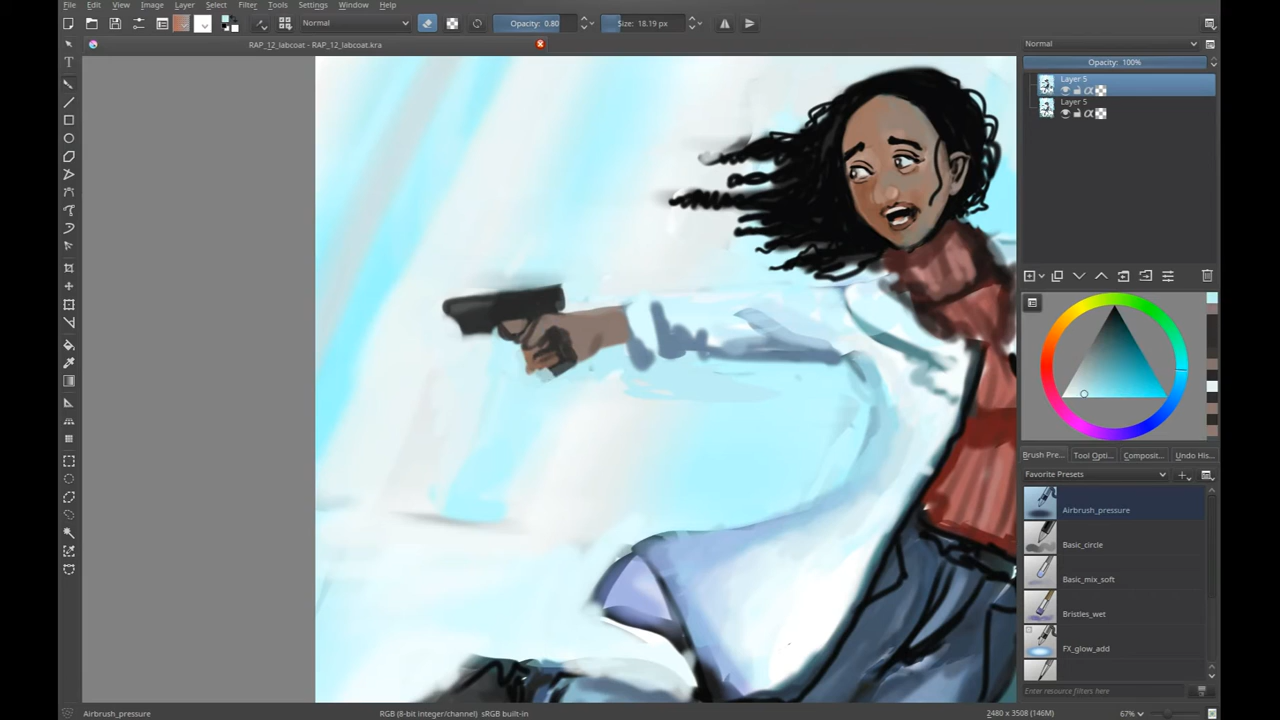 File Edit View Image Layer Select Filter Tools Settings Window Help
Normal Opacity: 0.80 Size: 18.19 px
RAP_12_labcoat - RAP_12_labcoat.kra
Normal
Opacity: 100%
Layer 5
Layer 5
Brush Pre... Tool Opti... Composit... Undo His...
Favorite Presets
Airbrush_pressure
Basic_circle
Basic_mix_soft
Bristles_wet
FX_glow_add
Enter resource filters here
Airbrush_pressure RGB (8-bit integer/channel) sRGB built-in 2480 x 3508 (146M) 67%